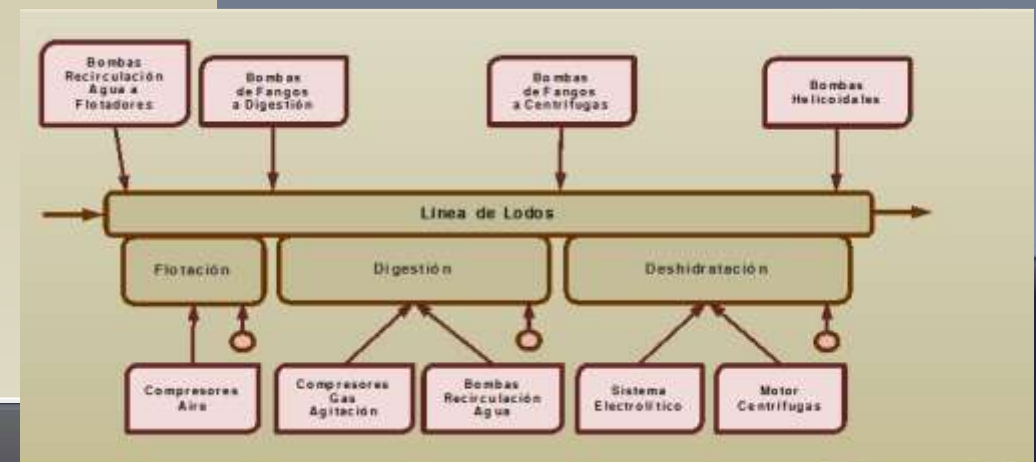 Bombas
Recirculación
Agua a
Flotadores
Bombas
de Fangos
a Digestión
Bombas
de Fangos
a Centrífugas
Bombas
Helicoidales
Línea de Lodos
Flotación
Digestión
Deshidratación
Compresores
Aire
Compresores
Gas
Agitación
Bombas
Recirculación
Agua
Sistema
Electrolítico
Motor
Centrífugas